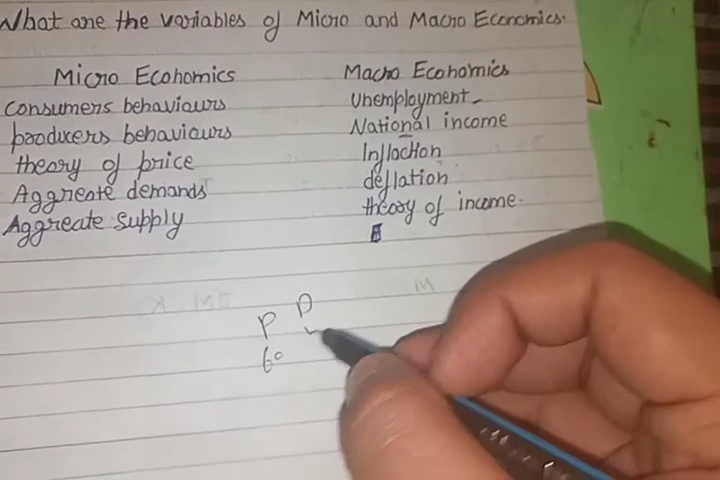 What are the variables of Micro and Macro Economics.
Micro Economics Macro Economics
consumers behaviours Unemployment
producers behaviours National income
theory of price Inflaction
Aggreate demands deflation
Aggreate supply theory of income.
P D
60